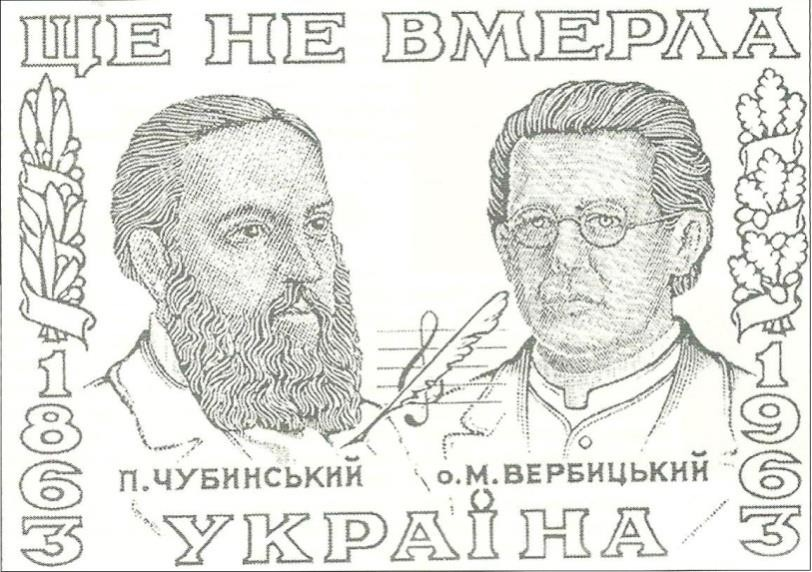 ЩЕ НЕ ВМЕРЛА
1863
1963
П. ЧУБИНСЬКИЙ
о. М. ВЕРБИЦЬКИЙ
УКРАЇНА